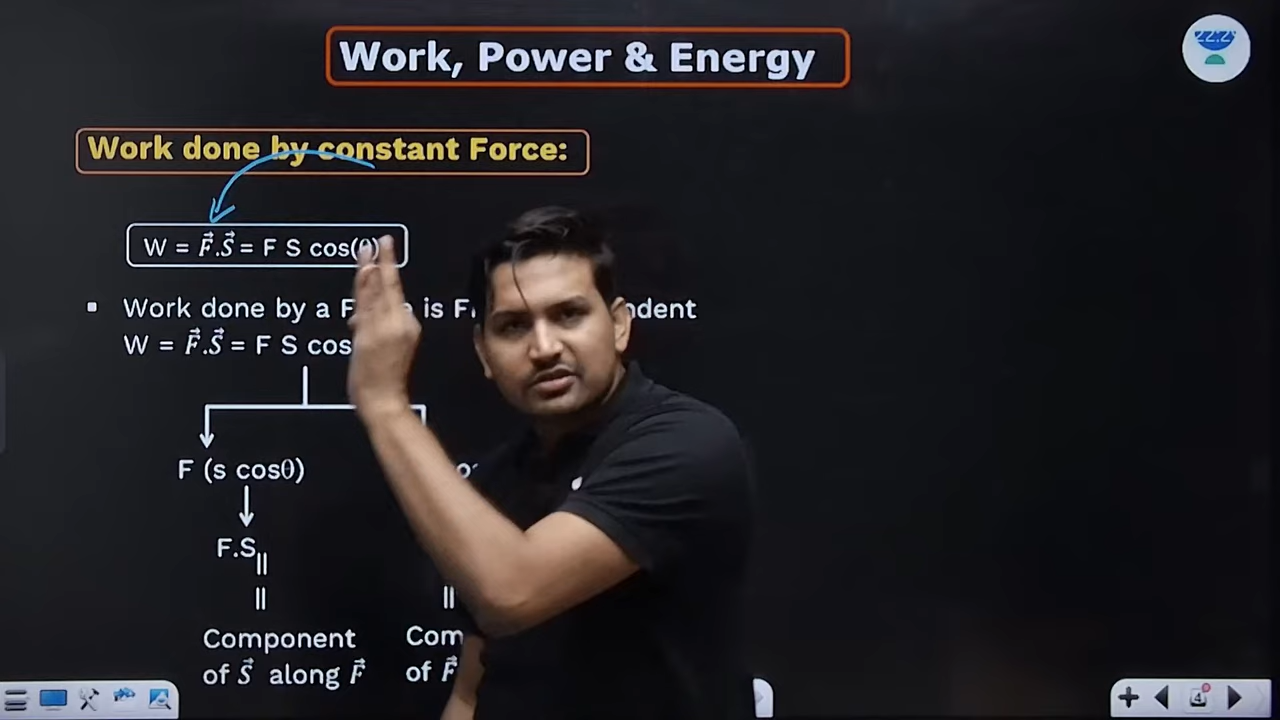 Work, Power & Energy
Work done by constant Force:
W = F⃗.S⃗ = F S cos(θ)
▪ Work done by a is
W = F⃗.S⃗ = F S cos
F (s cosθ)
F.S||
|| ||
Component
of S⃗ along F⃗ of F⃗
4